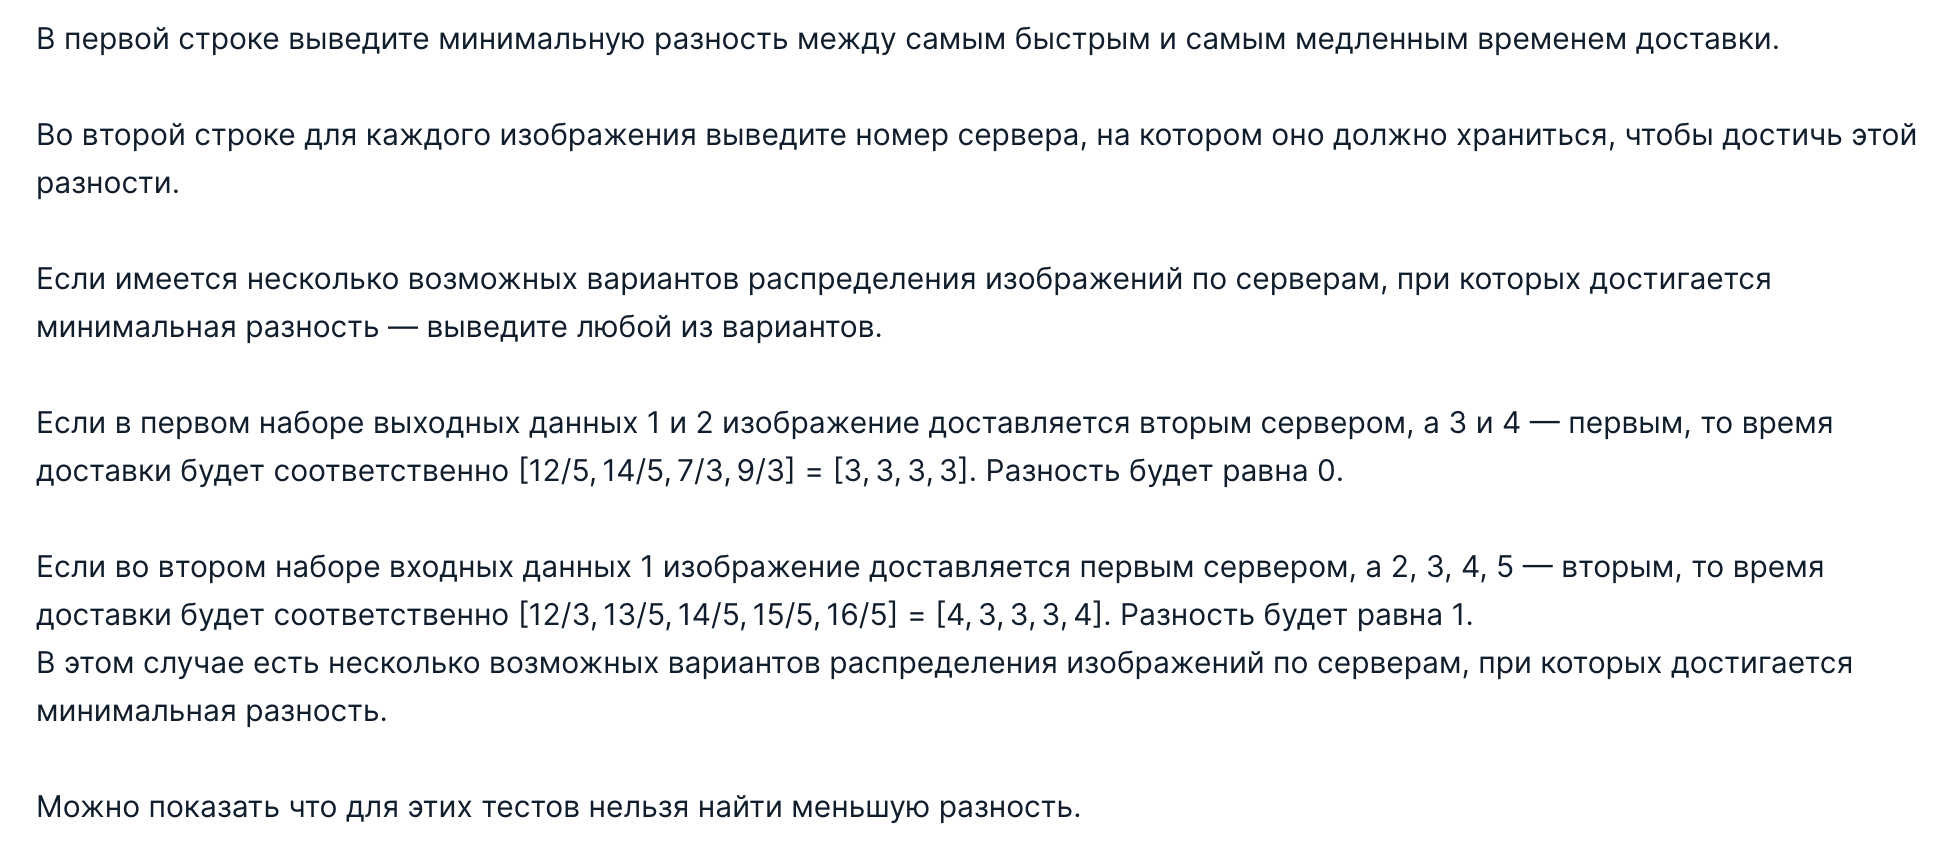 В первой строке выведите минимальную разность между самым быстрым и самым медленным временем доставки.
Во второй строке для каждого изображения выведите номер сервера, на котором оно должно храниться, чтобы достичь этой
разности.
Если имеется несколько возможных вариантов распределения изображений по серверам, при которых достигается
минимальная разность — выведите любой из вариантов.
Если в первом наборе выходных данных 1 и 2 изображение доставляется вторым сервером, а 3 и 4 — первым, то время
доставки будет соответственно [12/5, 14/5, 7/3, 9/3] = [3, 3, 3, 3]. Разность будет равна 0.
Если во втором наборе входных данных 1 изображение доставляется первым сервером, а 2, 3, 4, 5 — вторым, то время
доставки будет соответственно [12/3, 13/5, 14/5, 15/5, 16/5] = [4, 3, 3, 3, 4]. Разность будет равна 1.
В этом случае есть несколько возможных вариантов распределения изображений по серверам, при которых достигается
минимальная разность.
Можно показать что для этих тестов нельзя найти меньшую разность.